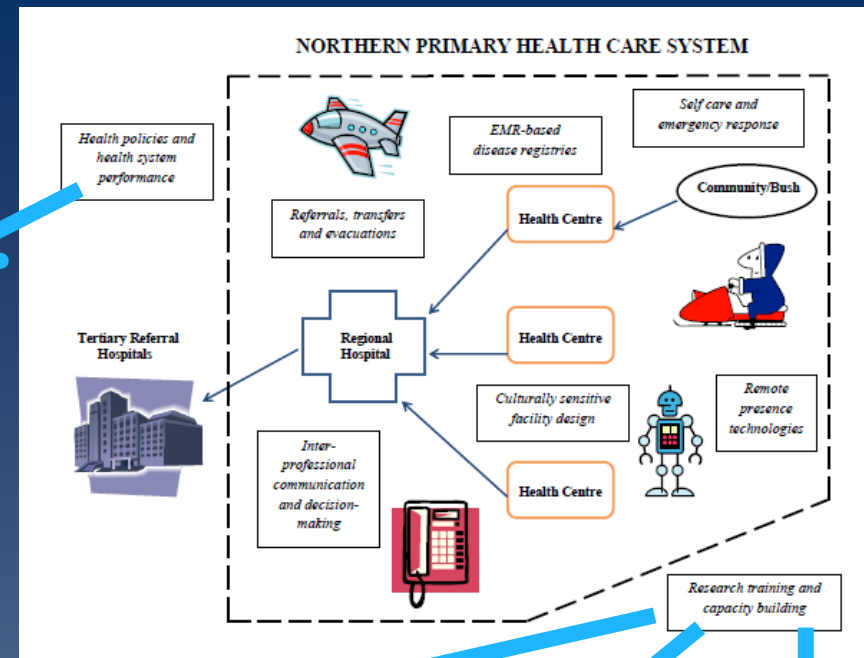 NORTHERN PRIMARY HEALTH CARE SYSTEM
Health policies and
health system
performance
EMR-based
disease registries
Self care and
emergency response
Community/Bush
Referrals, transfers
and evacuations
Health Centre
Tertiary Referral
Hospitals
Regional
Hospital
Health Centre
Culturally sensitive
facility design
Remote
presence
technologies
Inter-
professional
communication
and decision-
making
Health Centre
Research training and
capacity building